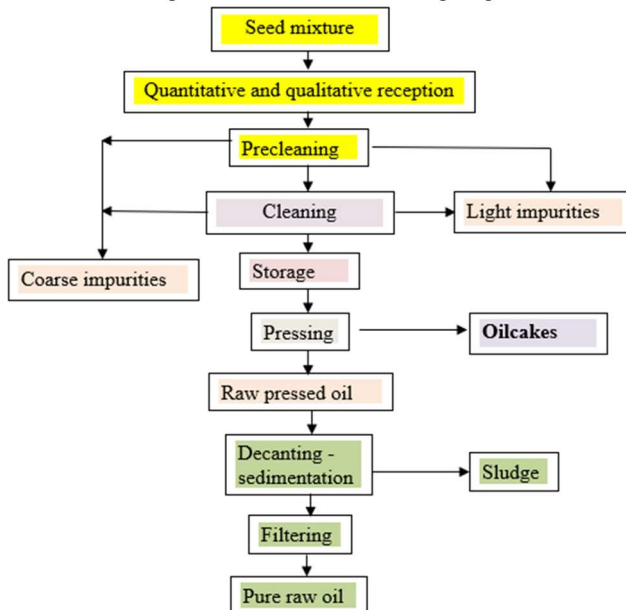 Seed mixture
Quantitative and qualitative reception
Precleaning
Cleaning
Light impurities
Coarse impurities
Storage
Pressing
Oilcakes
Raw pressed oil
Decanting -
sedimentation
Sludge
Filtering
Pure raw oil